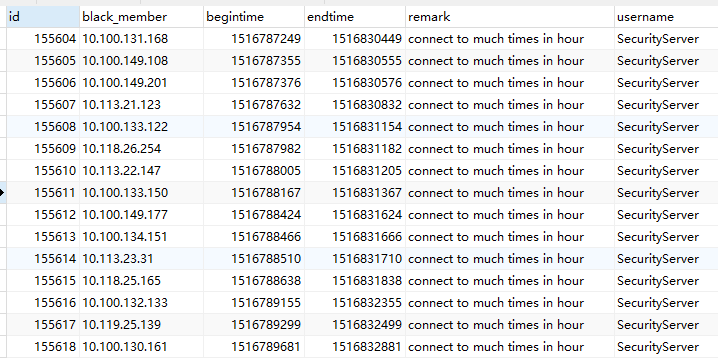 id black_member begintime endtime remark username
155604 10.100.131.168 1516787249 1516830449 connect to much times in hour SecurityServer
155605 10.100.149.108 1516787355 1516830555 connect to much times in hour SecurityServer
155606 10.100.149.201 1516787376 1516830576 connect to much times in hour SecurityServer
155607 10.113.21.123 1516787632 1516830832 connect to much times in hour SecurityServer
155608 10.100.133.122 1516787954 1516831154 connect to much times in hour SecurityServer
155609 10.118.26.254 1516787982 1516831182 connect to much times in hour SecurityServer
155610 10.113.22.147 1516788005 1516831205 connect to much times in hour SecurityServer
155611 10.100.133.150 1516788167 1516831367 connect to much times in hour SecurityServer
155612 10.100.149.177 1516788424 1516831624 connect to much times in hour SecurityServer
155613 10.100.134.151 1516788466 1516831666 connect to much times in hour SecurityServer
155614 10.113.23.31 1516788510 1516831710 connect to much times in hour SecurityServer
155615 10.118.25.165 1516788638 1516831838 connect to much times in hour SecurityServer
155616 10.100.132.133 1516789155 1516832355 connect to much times in hour SecurityServer
155617 10.119.25.139 1516789299 1516832499 connect to much times in hour SecurityServer
155618 10.100.130.161 1516789681 1516832881 connect to much times in hour SecurityServer